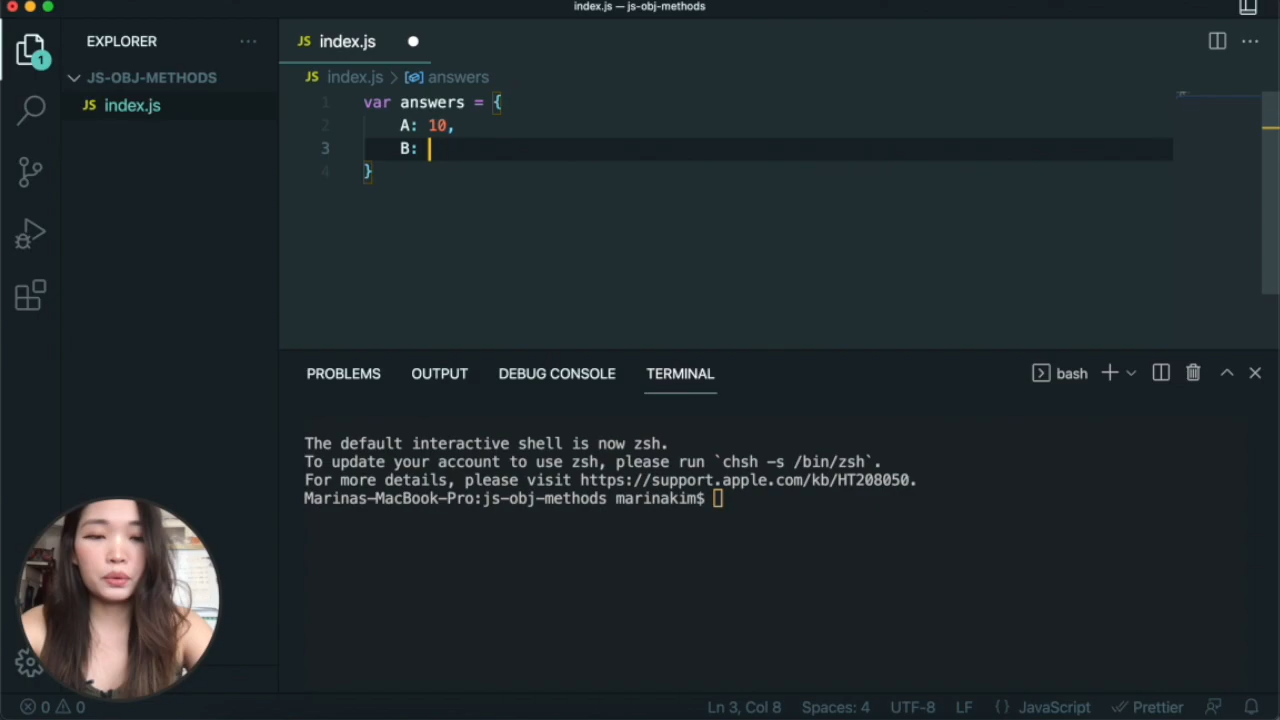 index.js — js-obj-methods
EXPLORER ···
JS index.js
1
JS-OBJ-METHODS
JS index.js
JS index.js > answers
1 var answers = {
2 A: 10,
3 B:
4 }
PROBLEMS OUTPUT DEBUG CONSOLE TERMINAL
bash
The default interactive shell is now zsh.
To update your account to use zsh, please run `chsh -s /bin/zsh`.
For more details, please visit https://support.apple.com/kb/HT208050.
Marinas-MacBook-Pro:js-obj-methods marinakim$
0 0
Ln 3, Col 8 Spaces: 4 UTF-8 LF {} JavaScript Prettier